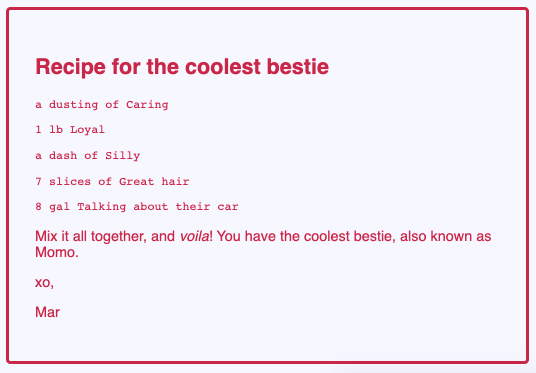 Recipe for the coolest bestie
a dusting of Caring
1 lb Loyal
a dash of Silly
7 slices of Great hair
8 gal Talking about their car
Mix it all together, and voila! You have the coolest bestie, also known as
Momo.
xo,
Mar